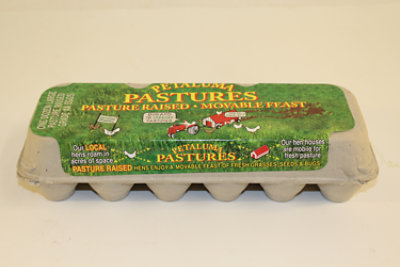 PETALUMA
PASTURES
PASTURE RAISED • MOVABLE FEAST
Our LOCAL
hens roam in
acres of space
PASTURE RAISED HENS ENJOY A MOVABLE FEAST OF FRESH GRASSES, SEEDS & BUGS
PETALUMA
PASTURES
Our hen houses
are mobile for
fresh pasture